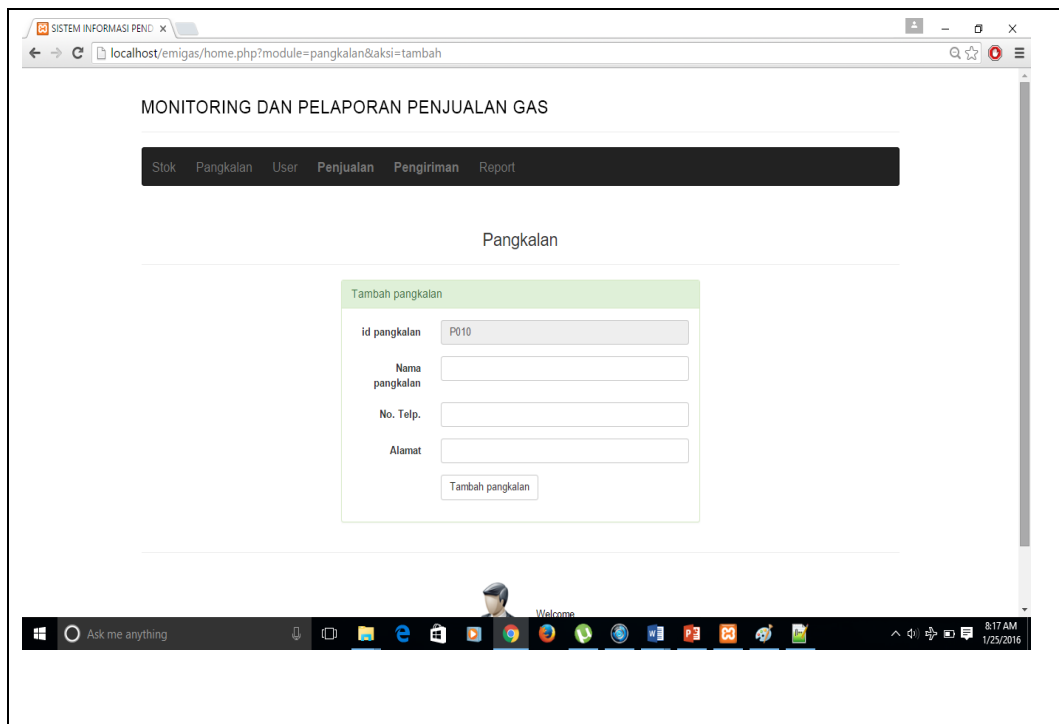 SISTEM INFORMASI PEND
localhost/emigas/home.php?module=pangkalan&aksi=tambah
MONITORING DAN PELAPORAN PENJUALAN GAS
Stok Pangkalan User Penjualan Pengiriman Report
Pangkalan
Tambah pangkalan
id pangkalan P010
Nama
pangkalan
No. Telp.
Alamat
Tambah pangkalan
Welcome
Ask me anything
8:17 AM
1/25/2016